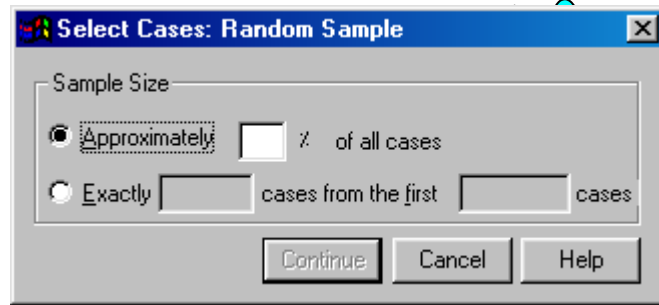 Select Cases: Random Sample
Sample Size
Approximately % of all cases
Exactly cases from the first cases
Continue Cancel Help